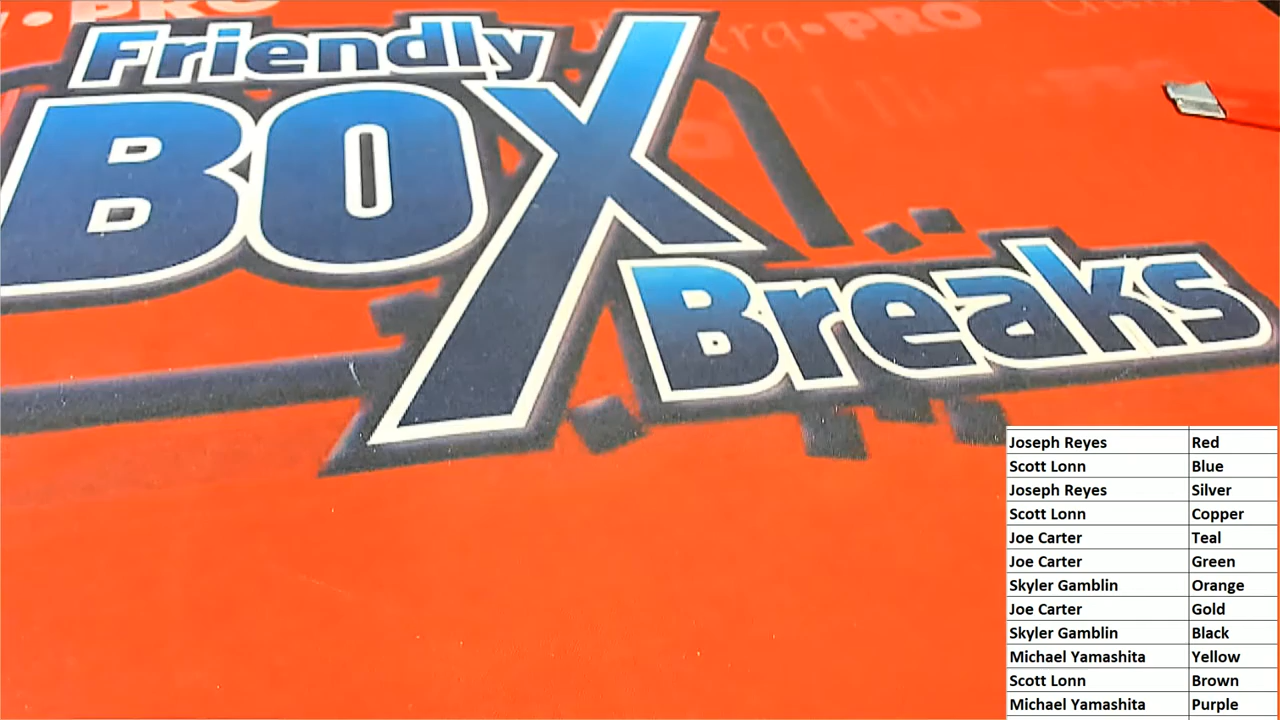 PRO
PRO
Friendly
BOX
Breaks
Joseph Reyes Red
Scott Lonn Blue
Joseph Reyes Silver
Scott Lonn Copper
Joe Carter Teal
Joe Carter Green
Skyler Gamblin Orange
Joe Carter Gold
Skyler Gamblin Black
Michael Yamashita Yellow
Scott Lonn Brown
Michael Yamashita Purple